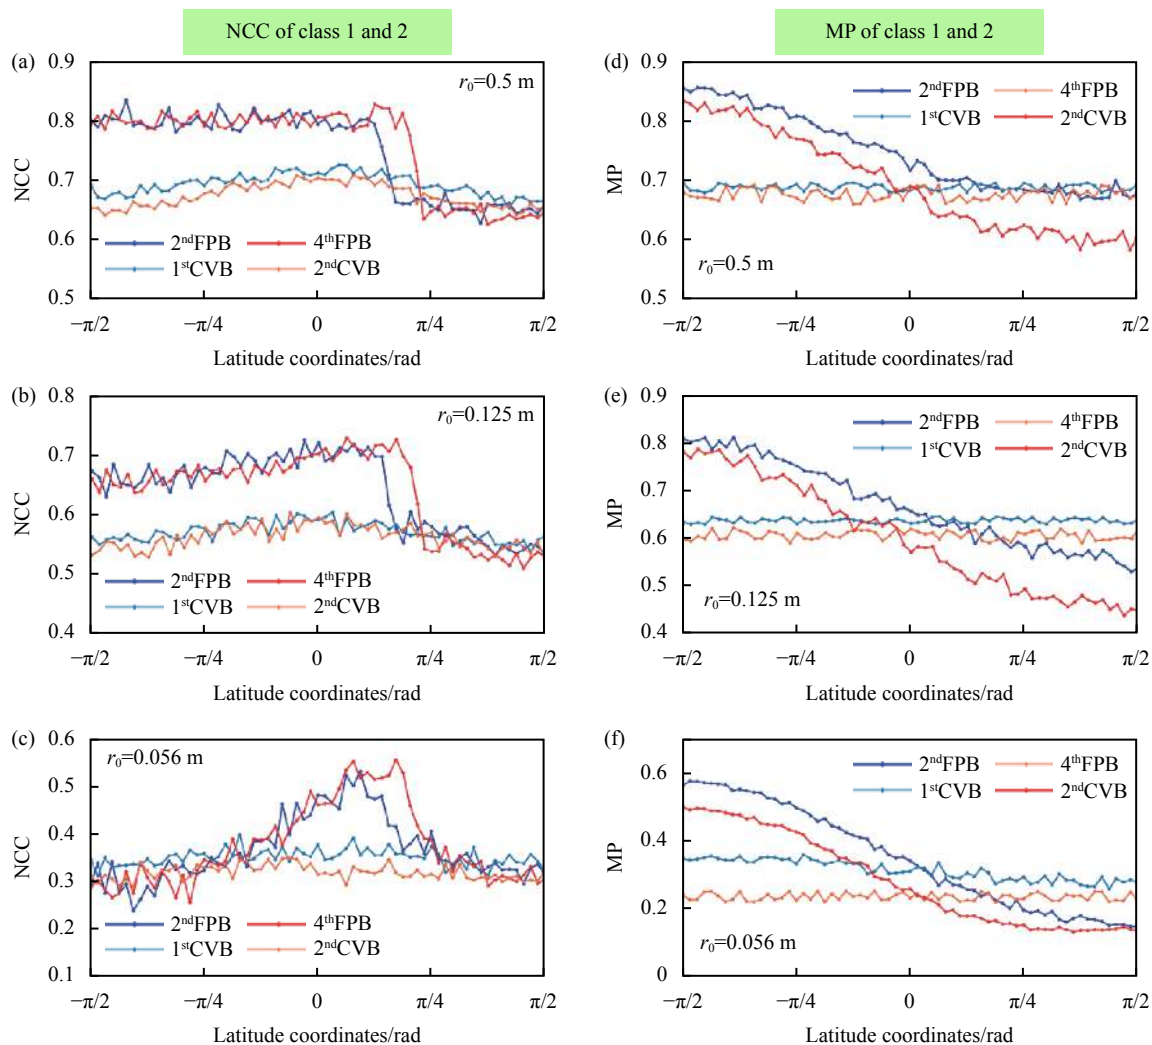 NCC of class 1 and 2
MP of class 1 and 2
(a)
0.9
0.8
0.7
0.6
0.5
NCC
r₀=0.5 m
2ⁿᵈFPB
4ᵗʰFPB
1ˢᵗCVB
2ⁿᵈCVB
−π/2
−π/4
0
π/4
π/2
Latitude coordinates/rad
(d)
0.9
0.8
0.7
0.6
0.5
MP
2ⁿᵈFPB
4ᵗʰFPB
1ˢᵗCVB
2ⁿᵈCVB
r₀=0.5 m
−π/2
−π/4
0
π/4
π/2
Latitude coordinates/rad
(b)
0.8
0.7
0.6
0.5
0.4
NCC
r₀=0.125 m
2ⁿᵈFPB
4ᵗʰFPB
1ˢᵗCVB
2ⁿᵈCVB
−π/2
−π/4
0
π/4
π/2
Latitude coordinates/rad
(e)
0.9
0.8
0.7
0.6
0.5
0.4
MP
2ⁿᵈFPB
4ᵗʰFPB
1ˢᵗCVB
2ⁿᵈCVB
r₀=0.125 m
−π/2
−π/4
0
π/4
π/2
Latitude coordinates/rad
(c)
0.6
0.5
0.4
0.3
0.2
0.1
NCC
r₀=0.056 m
2ⁿᵈFPB
4ᵗʰFPB
1ˢᵗCVB
2ⁿᵈCVB
−π/2
−π/4
0
π/4
π/2
Latitude coordinates/rad
(f)
0.6
0.4
0.2
0
MP
2ⁿᵈFPB
4ᵗʰFPB
1ˢᵗCVB
2ⁿᵈCVB
r₀=0.056 m
−π/2
−π/4
0
π/4
π/2
Latitude coordinates/rad